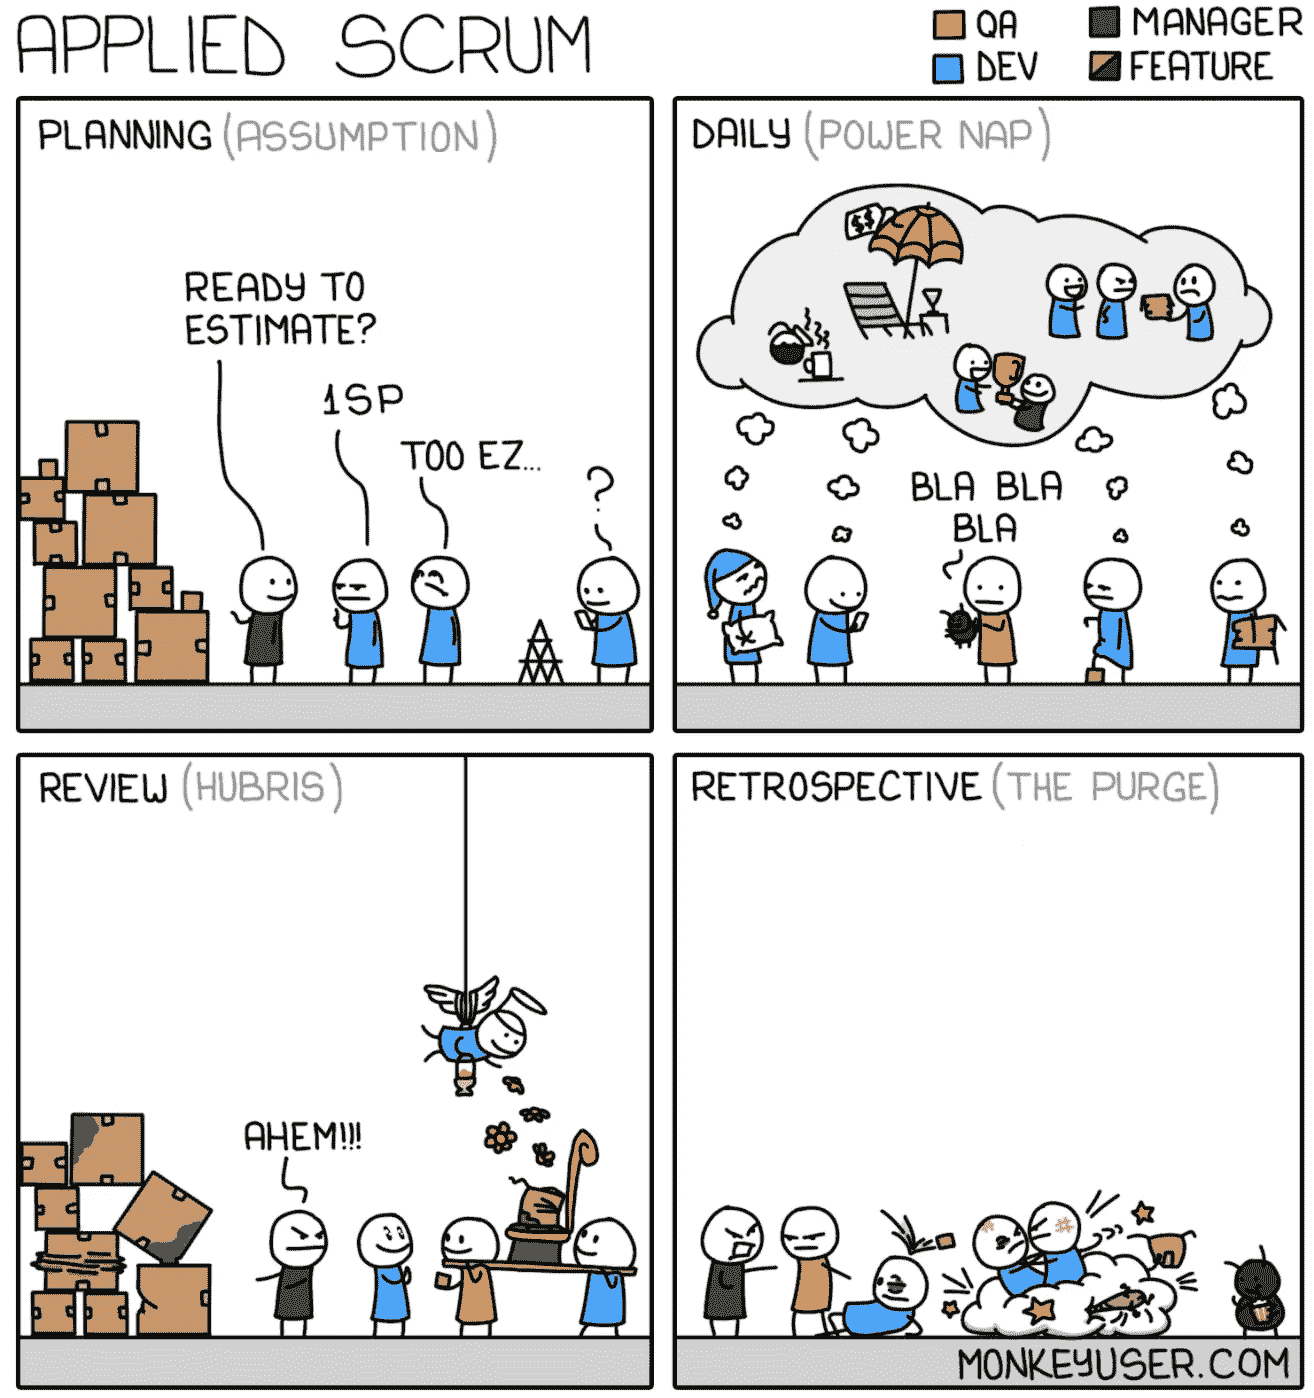 APPLIED SCRUM
QA
MANAGER
DEV
FEATURE
PLANNING (ASSUMPTION)
READY TO
ESTIMATE?
1SP
TOO EZ...
?
DAILY (POWER NAP)
$$
BLA BLA
BLA
REVIEW (HUBRIS)
AHEM!!!
RETROSPECTIVE (THE PURGE)
MONKEYUSER.COM